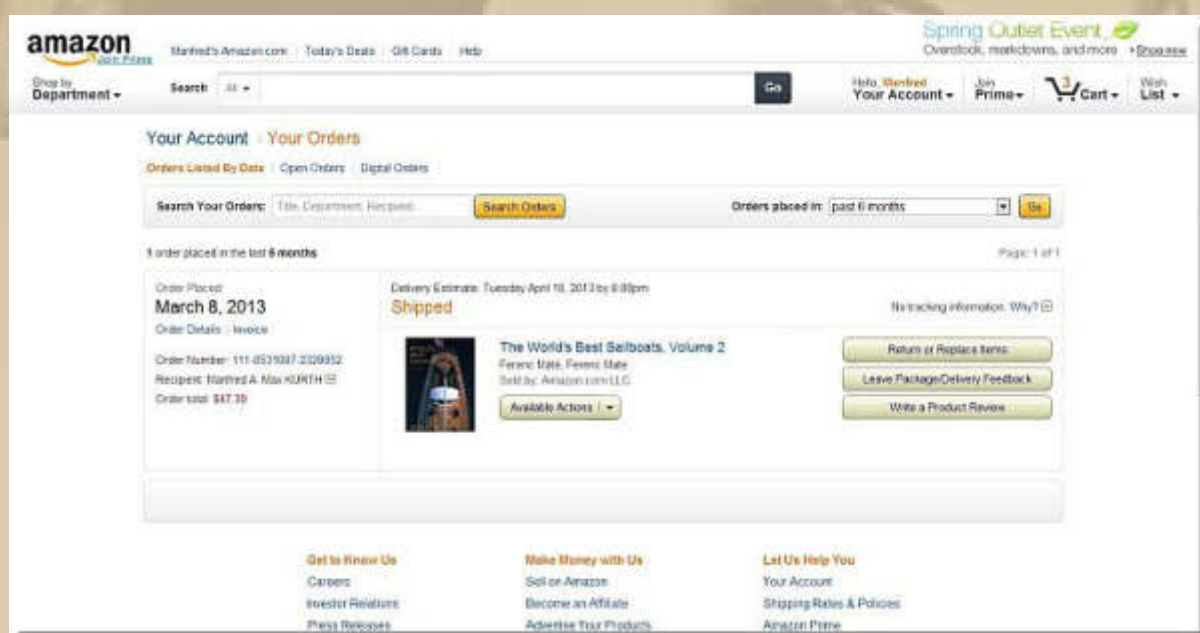 amazon
Join Prime
Manfred's Amazon.com Today's Deals Gift Cards Help
Spring Outlet Event
Overstock, markdowns, and more Shop now
Shop by
Department
Search All Go
Hello, Manfred
Your Account
Join
Prime
3
Cart
Wish
List
Your Account Your Orders
Orders Listed By Date Open Orders Digital Orders
Search Your Orders: Title, Department, Recipient... Search Orders Orders placed in: past 6 months Go
1 order placed in the last 6 months Page: 1 of 1
Order Placed
March 8, 2013
Order Details Invoice
Order Number
Recipient: Manfred A. Max KURTH
Order total:
Delivery Estimate: Tuesday April 2013 by 8:00pm
Shipped
No tracking information. Why?
The World's Best Sailboats, Volume 2
Ferenc Máté, Ferenc Mate
Sold by: Amazon.com LLC
Available Actions
Return or Replace Items
Leave Package/Delivery Feedback
Write a Product Review
Get to Know Us Make Money with Us Let Us Help You
Careers Sell on Amazon Your Account
Investor Relations Become an Affiliate Shipping Rates & Policies
Press Releases Advertise Your Products Amazon Prime